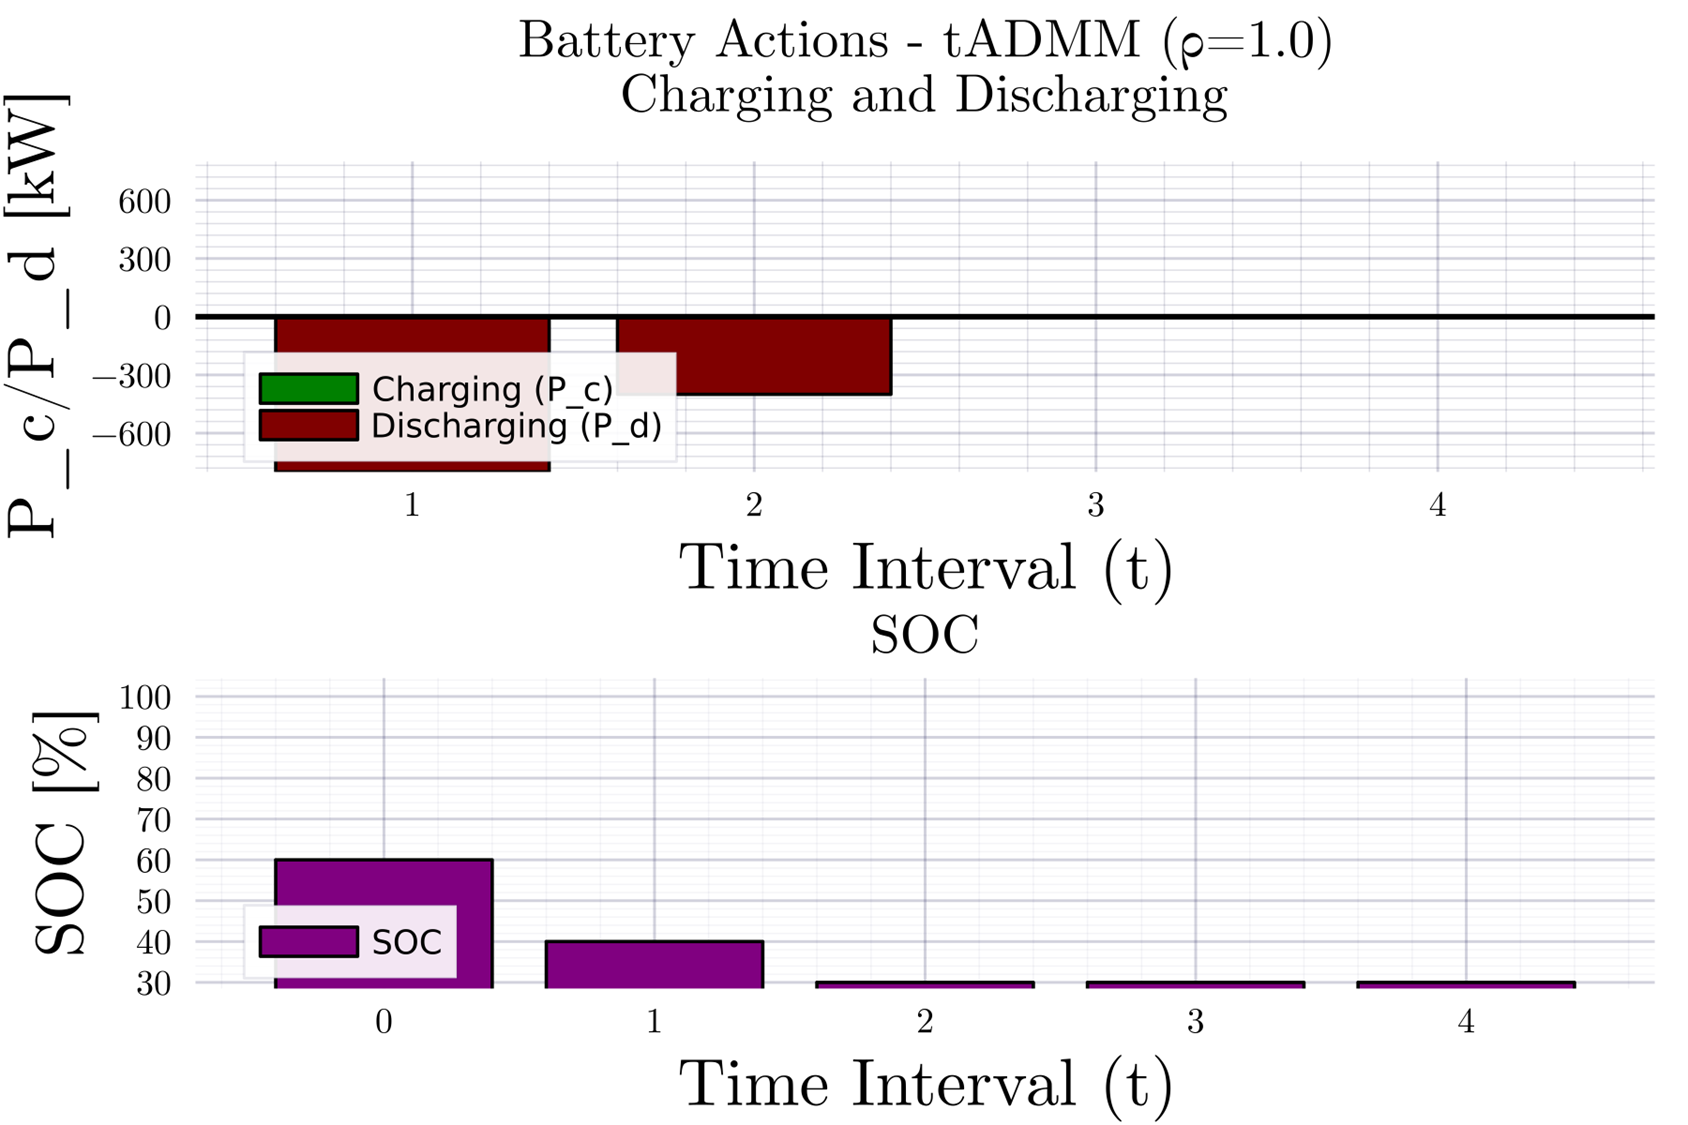 Battery Actions - tADMM (ρ=1.0)
Charging and Discharging
P_c/P_d [kW]
600
300
0
−300
−600
Charging (P_c)
Discharging (P_d)
1 2 3 4
Time Interval (t)
SOC
SOC [%]
100
90
80
70
60
50
40
30
SOC
0 1 2 3 4
Time Interval (t)